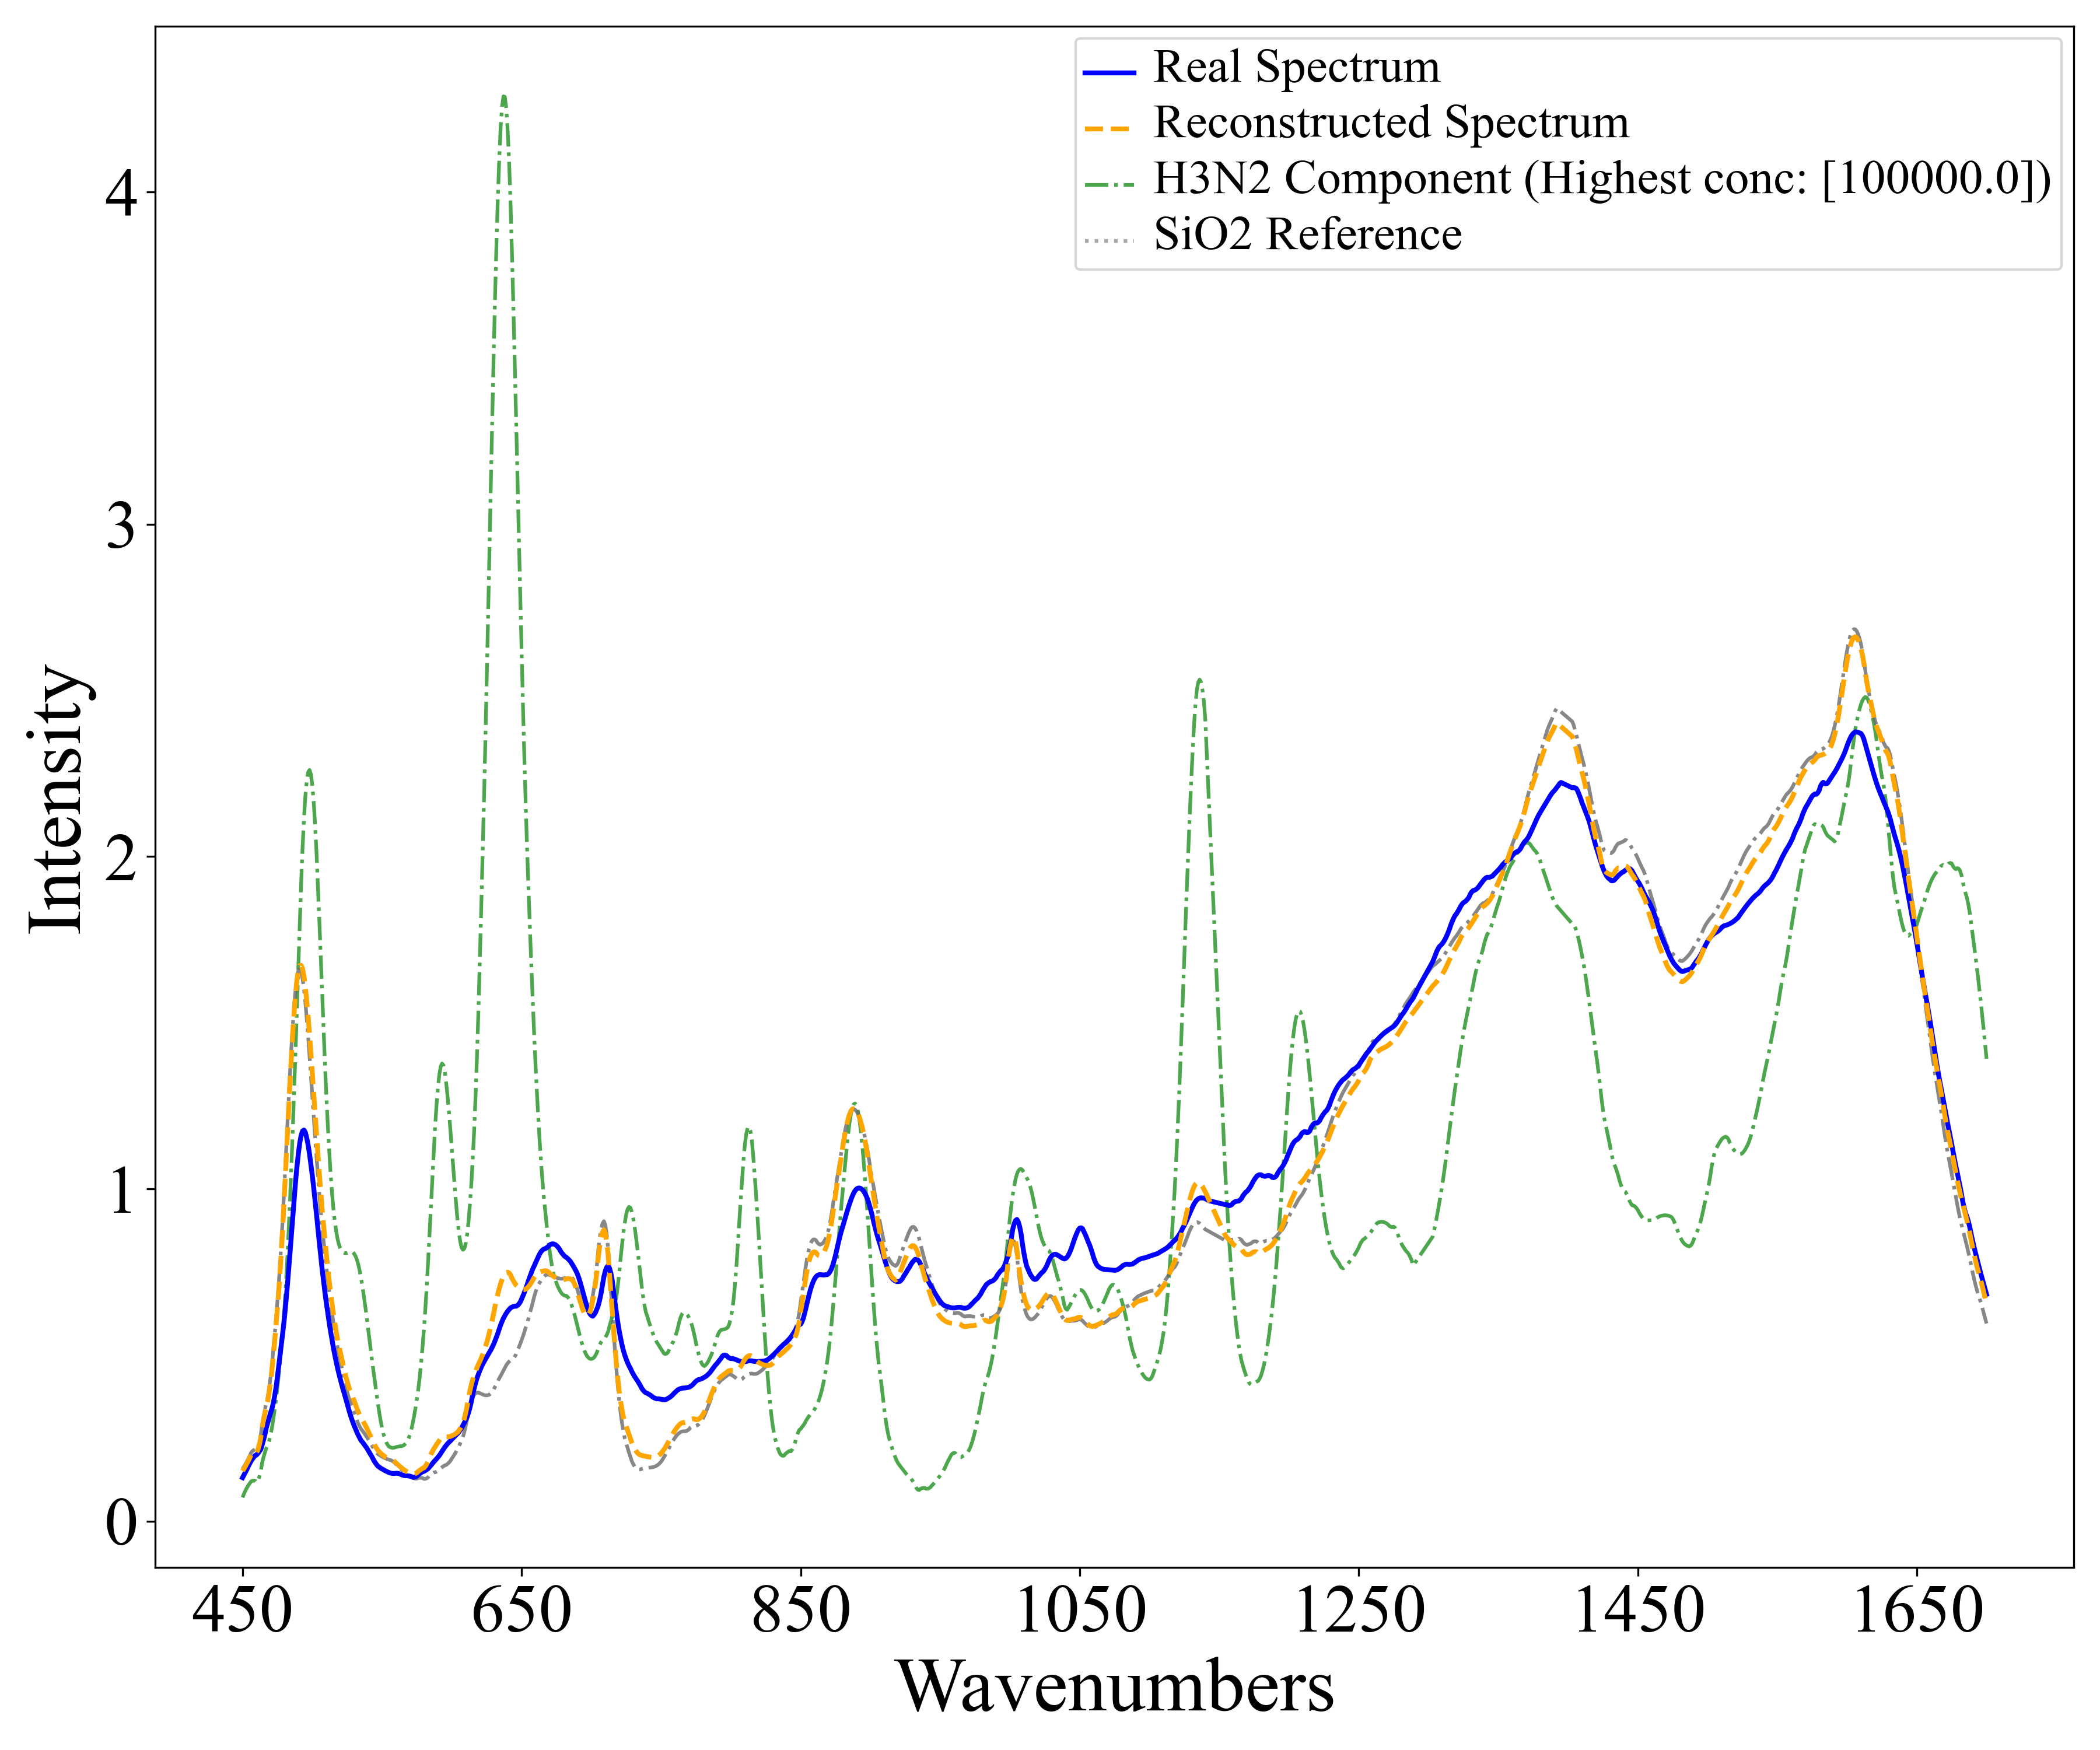 Real Spectrum
Reconstructed Spectrum
H3N2 Component (Highest conc: [100000.0])
SiO2 Reference
Intensity
4
3
2
1
0
450 650 850 1050 1250 1450 1650
Wavenumbers